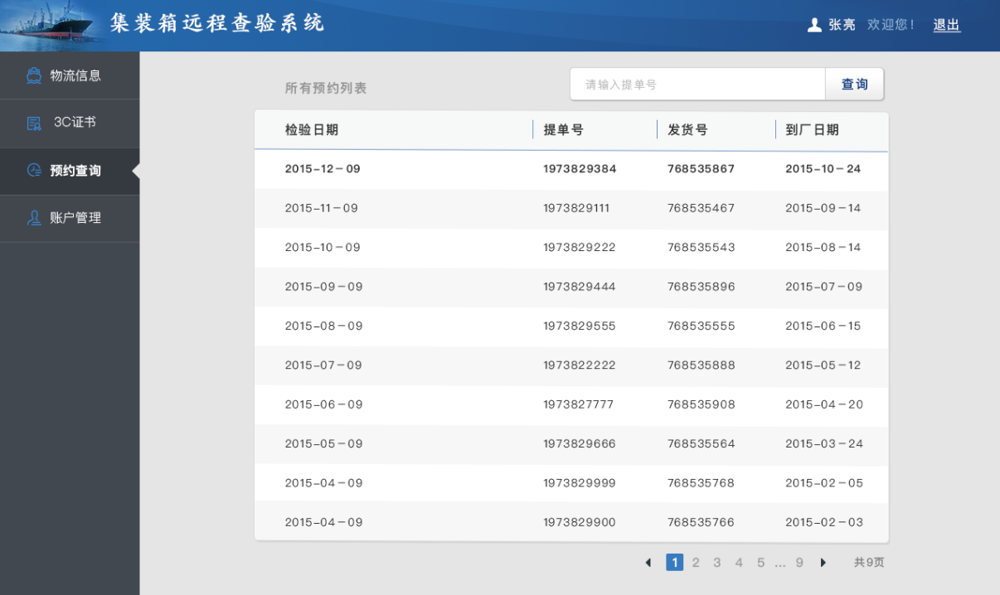 集装箱远程查验系统
张亮 欢迎您! 退出
物流信息
3C证书
预约查询
账户管理
所有预约列表
请输入提单号 查询
检验日期 提单号 发货号 到厂日期
2015-12-09 1973829384 768535867 2015-10-24
2015-11-09 1973829111 768535467 2015-09-14
2015-10-09 1973829222 768535543 2015-08-14
2015-09-09 1973829444 768535896 2015-07-09
2015-08-09 1973829555 768535555 2015-06-15
2015-07-09 1973822222 768535888 2015-05-12
2015-06-09 1973827777 768535908 2015-04-20
2015-05-09 1973829666 768535564 2015-03-24
2015-04-09 1973829999 768535768 2015-02-05
2015-04-09 1973829900 768535766 2015-02-03
1 2 3 4 5 ... 9 共9页